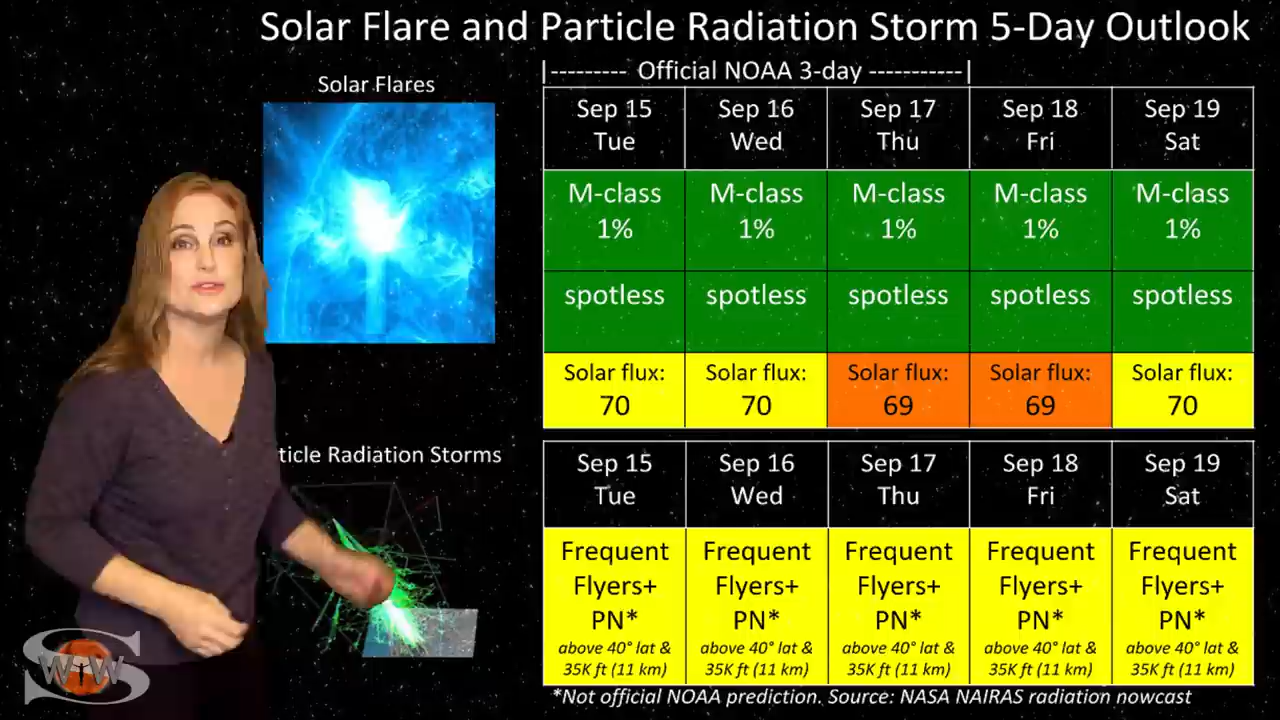 Solar Flare and Particle Radiation Storm 5-Day Outlook
|--------- Official NOAA 3-day -----------|
Solar Flares
Sep 15 Sep 16 Sep 17 Sep 18 Sep 19
Tue Wed Thu Fri Sat
M-class M-class M-class M-class M-class
1% 1% 1% 1% 1%
spotless spotless spotless spotless spotless
Solar flux: Solar flux: Solar flux: Solar flux: Solar flux:
70 70 69 69 70
ticle Radiation Storms
Sep 15 Sep 16 Sep 17 Sep 18 Sep 19
Tue Wed Thu Fri Sat
Frequent Frequent Frequent Frequent Frequent
Flyers+ Flyers+ Flyers+ Flyers+ Flyers+
PN* PN* PN* PN* PN*
above 40° lat & above 40° lat & above 40° lat & above 40° lat & above 40° lat &
35K ft (11 km) 35K ft (11 km) 35K ft (11 km) 35K ft (11 km) 35K ft (11 km)
*Not official NOAA prediction. Source: NASA NAIRAS radiation nowcast
S
WTW